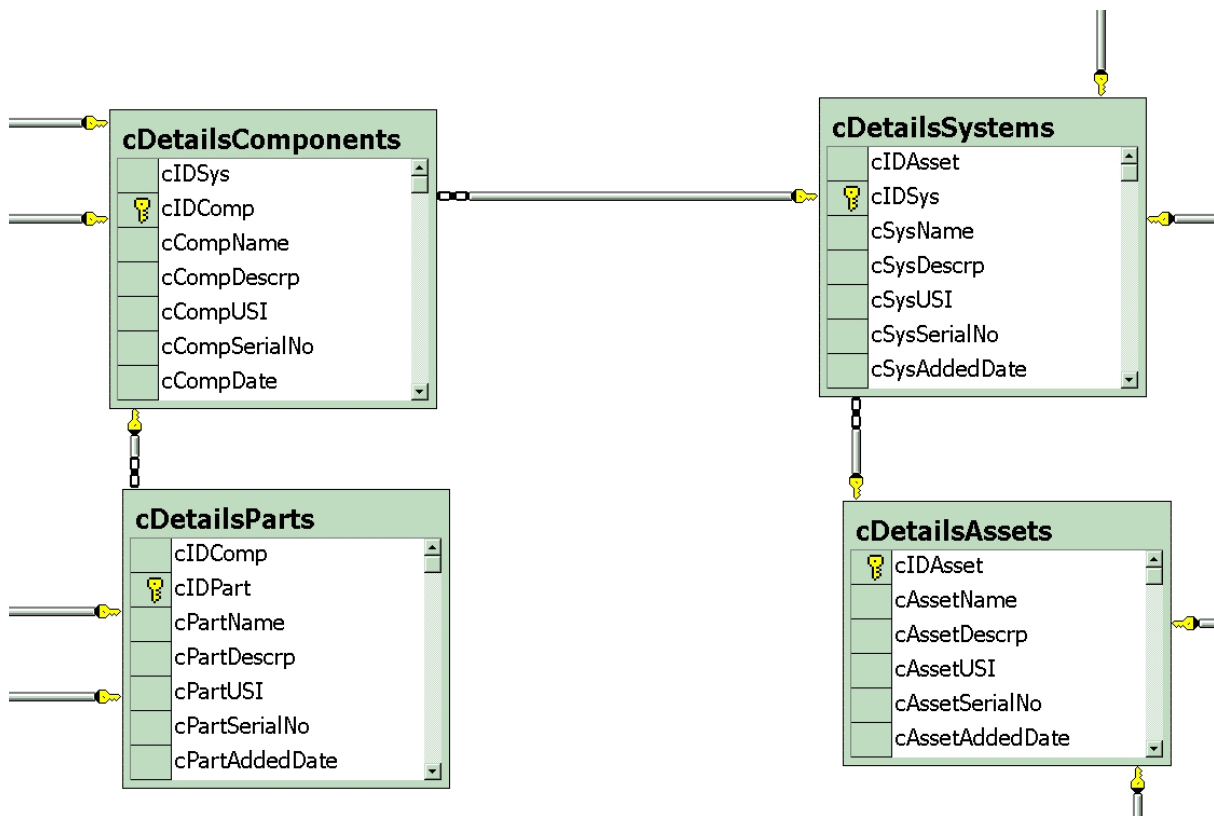 cDetailsComponents
cIDSys
cIDComp
cCompName
cCompDescrp
cCompUSI
cCompSerialNo
cCompDate
cDetailsSystems
cIDAsset
cIDSys
cSysName
cSysDescrp
cSysUSI
cSysSerialNo
cSysAddedDate
cDetailsParts
cIDComp
cIDPart
cPartName
cPartDescrp
cPartUSI
cPartSerialNo
cPartAddedDate
cDetailsAssets
cIDAsset
cAssetName
cAssetDescrp
cAssetUSI
cAssetSerialNo
cAssetAddedDate